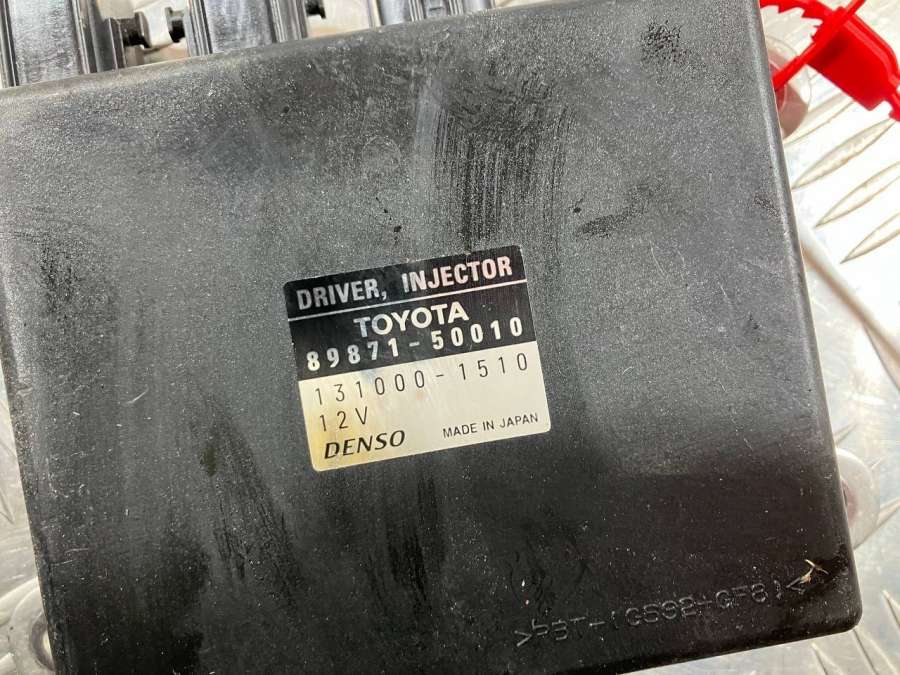 DRIVER, INJECTOR
TOYOTA
89871-50010
131000-1510
12V
DENSO MADE IN JAPAN